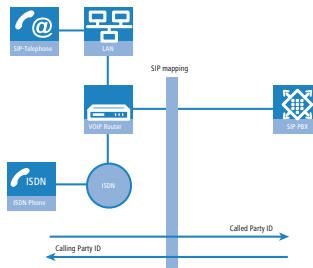 @
SIP-Telephone
LAN
SIP mapping
VOIP Router
SIP PBX
ISDN
ISDN Phone
ISDN
Called Party ID
Calling Party ID